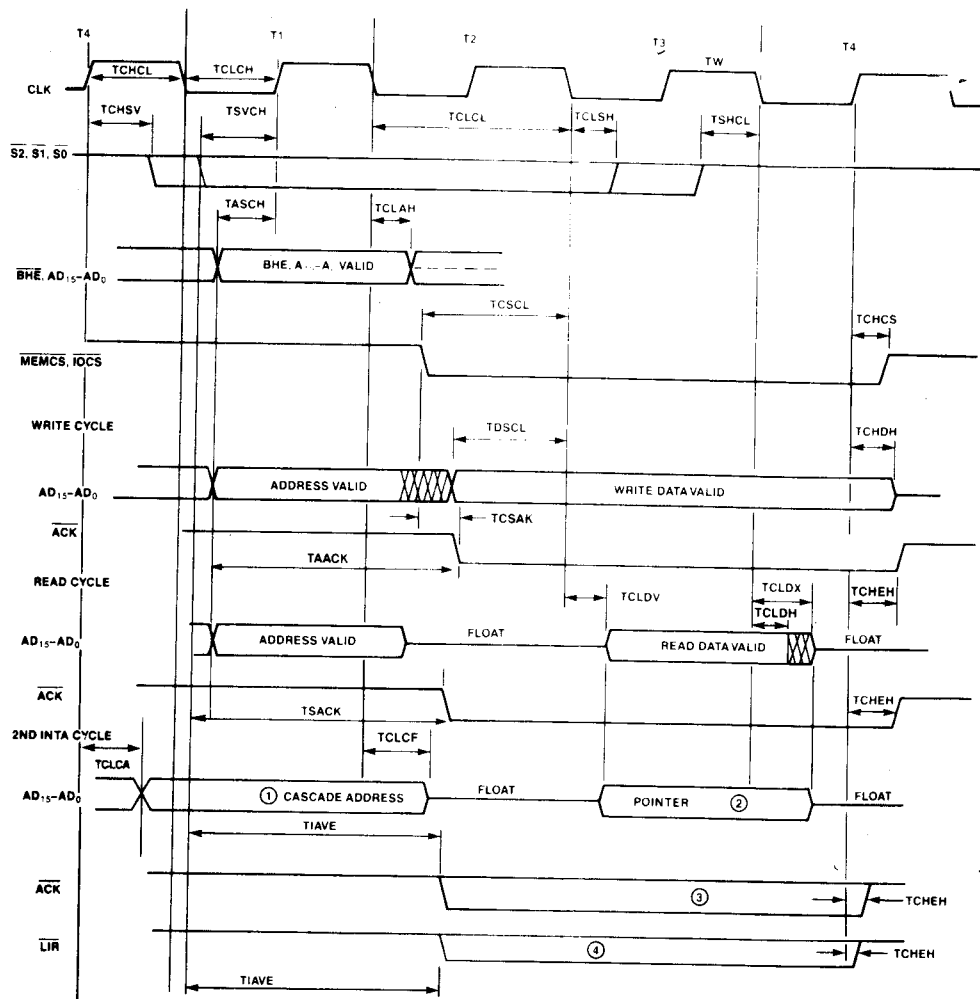 T4 T1 T2 T3 T4
TW
CLK TCHCL TCLCH
TCHSV TSVCH TCLCL TCLSH TSHCL
S2, S1, S0
TASCH TCLAH
BHE, AD15-AD0 BHE, A -A VALID
TCSCL TCHCS
MEMCS, IOCS
WRITE CYCLE TDSCL TCHDH
AD15-AD0 ADDRESS VALID WRITE DATA VALID
TCSAK
ACK
TAACK
READ CYCLE TCLDV TCLDX TCHEH
TCLDH
AD15-AD0 ADDRESS VALID FLOAT READ DATA VALID FLOAT
ACK
TSACK TCHEH
2ND INTA CYCLE
TCLCA TCLCF
AD15-AD0 1 CASCADE ADDRESS FLOAT POINTER 2 FLOAT
TIAVE
ACK 3 TCHEH
LIR 4 TCHEH
TIAVE